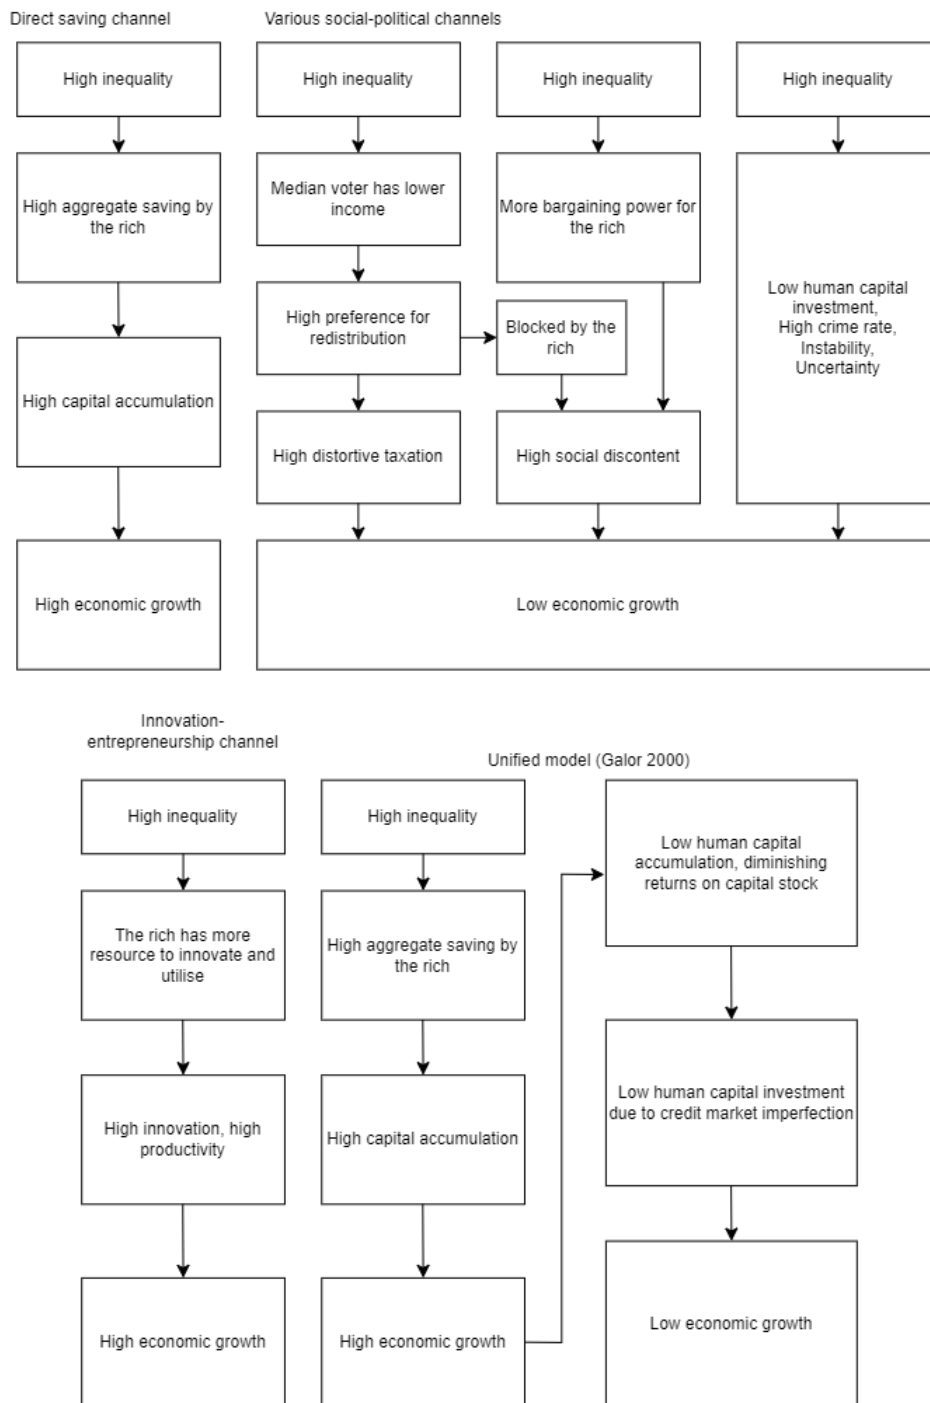 Direct saving channel
Various social-political channels
High inequality
High inequality
High inequality
High inequality
High aggregate saving by
the rich
Median voter has lower
income
More bargaining power for
the rich
Low human capital
investment,
High crime rate,
Instability,
Uncertainty
High preference for
redistribution
Blocked by the
rich
High capital accumulation
High distortive taxation
High social discontent
High economic growth
Low economic growth
Innovation-
entrepreneurship channel
Unified model (Galor 2000)
High inequality
High inequality
Low human capital
accumulation, diminishing
returns on capital stock
The rich has more
resource to innovate and
utilise
High aggregate saving by
the rich
Low human capital investment
due to credit market imperfection
High innovation, high
productivity
High capital accumulation
High economic growth
High economic growth
Low economic growth